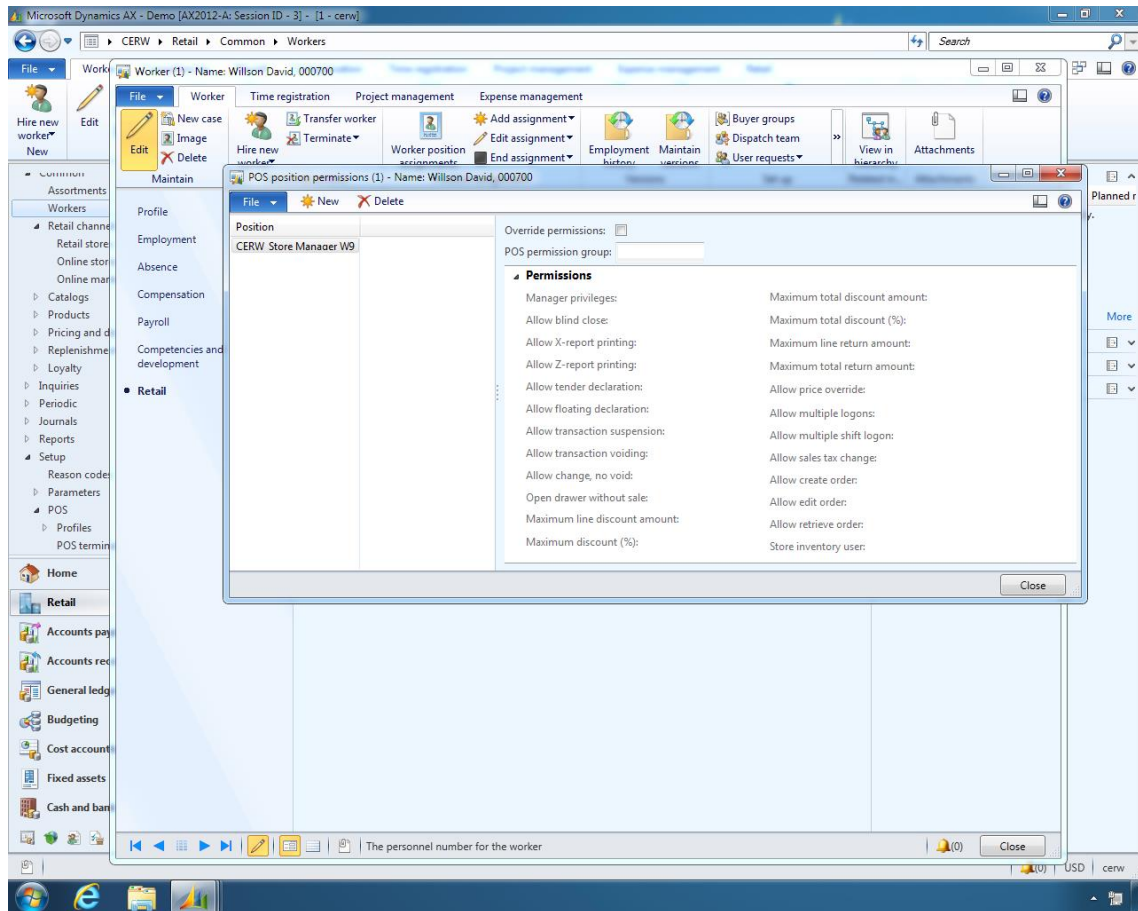 Microsoft Dynamics AX - Demo [AX2012-A: Session ID - 3] - [1 - cerw]
CERW Retail Common Workers
Search
File
Worker (1) - Name: Willson David, 000700
File Worker Time registration Project management Expense management
Hire new worker
Edit
New
Edit
New case
Image
Delete
Maintain
Hire new
Transfer worker
Terminate
Worker position
Add assignment
Edit assignment
End assignment
Employment
Maintain
Buyer groups
Dispatch team
User requests
»
View in
Attachments
POS position permissions (1) - Name: Willson David, 000700
File New Delete
Position
CERW Store Manager W9
Override permissions:
POS permission group:
Permissions
Manager privileges:
Allow blind close:
Allow X-report printing:
Allow Z-report printing:
Allow tender declaration:
Allow floating declaration:
Allow transaction suspension:
Allow transaction voiding:
Allow change, no void:
Open drawer without sale:
Maximum line discount amount:
Maximum discount (%):
Maximum total discount amount:
Maximum total discount (%):
Maximum line return amount:
Maximum total return amount:
Allow price override:
Allow multiple logons:
Allow multiple shift logon:
Allow sales tax change:
Allow create order:
Allow edit order:
Allow retrieve order:
Store inventory user:
Close
Profile
Employment
Absence
Compensation
Payroll
Competencies and
development
Retail
Assortments
Workers
Retail channe
Retail store
Online stor
Online mar
Catalogs
Products
Pricing and d
Replenishme
Loyalty
Inquiries
Periodic
Journals
Reports
Setup
Reason codes
Parameters
POS
Profiles
POS termin
Home
Retail
Accounts pay
Accounts rec
General ledg
Budgeting
Cost account
Fixed assets
Cash and ban
Planned r
More
The personnel number for the worker
(0)
Close
(0) USD cerw